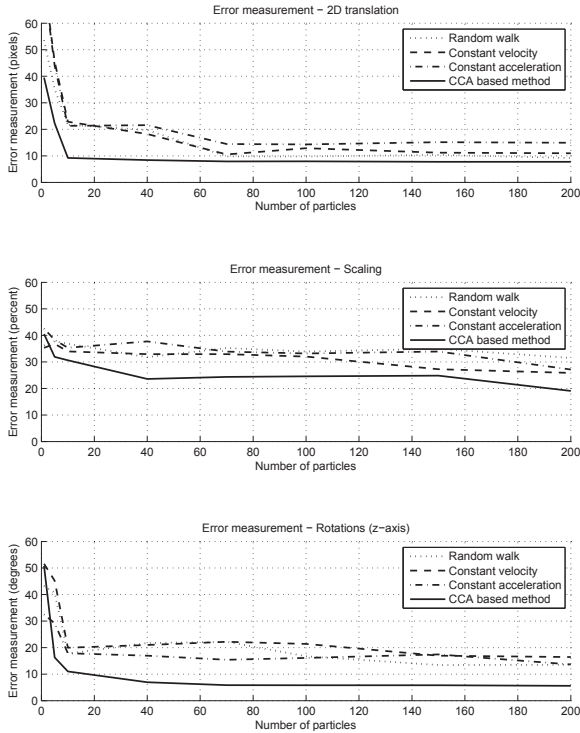 Error measurement − 2D translation
Error measurement (pixels)
60
50
40
30
20
10
0
Random walk
Constant velocity
Constant acceleration
CCA based method
0 20 40 60 80 100 120 140 160 180 200
Number of particles
Error measurement − Scaling
Error measurement (percent)
60
50
40
30
20
10
0
Random walk
Constant velocity
Constant acceleration
CCA based method
0 20 40 60 80 100 120 140 160 180 200
Number of particles
Error measurement − Rotations (z−axis)
Error measurement (degrees)
60
50
40
30
20
10
0
Random walk
Constant velocity
Constant acceleration
CCA based method
0 20 40 60 80 100 120 140 160 180 200
Number of particles